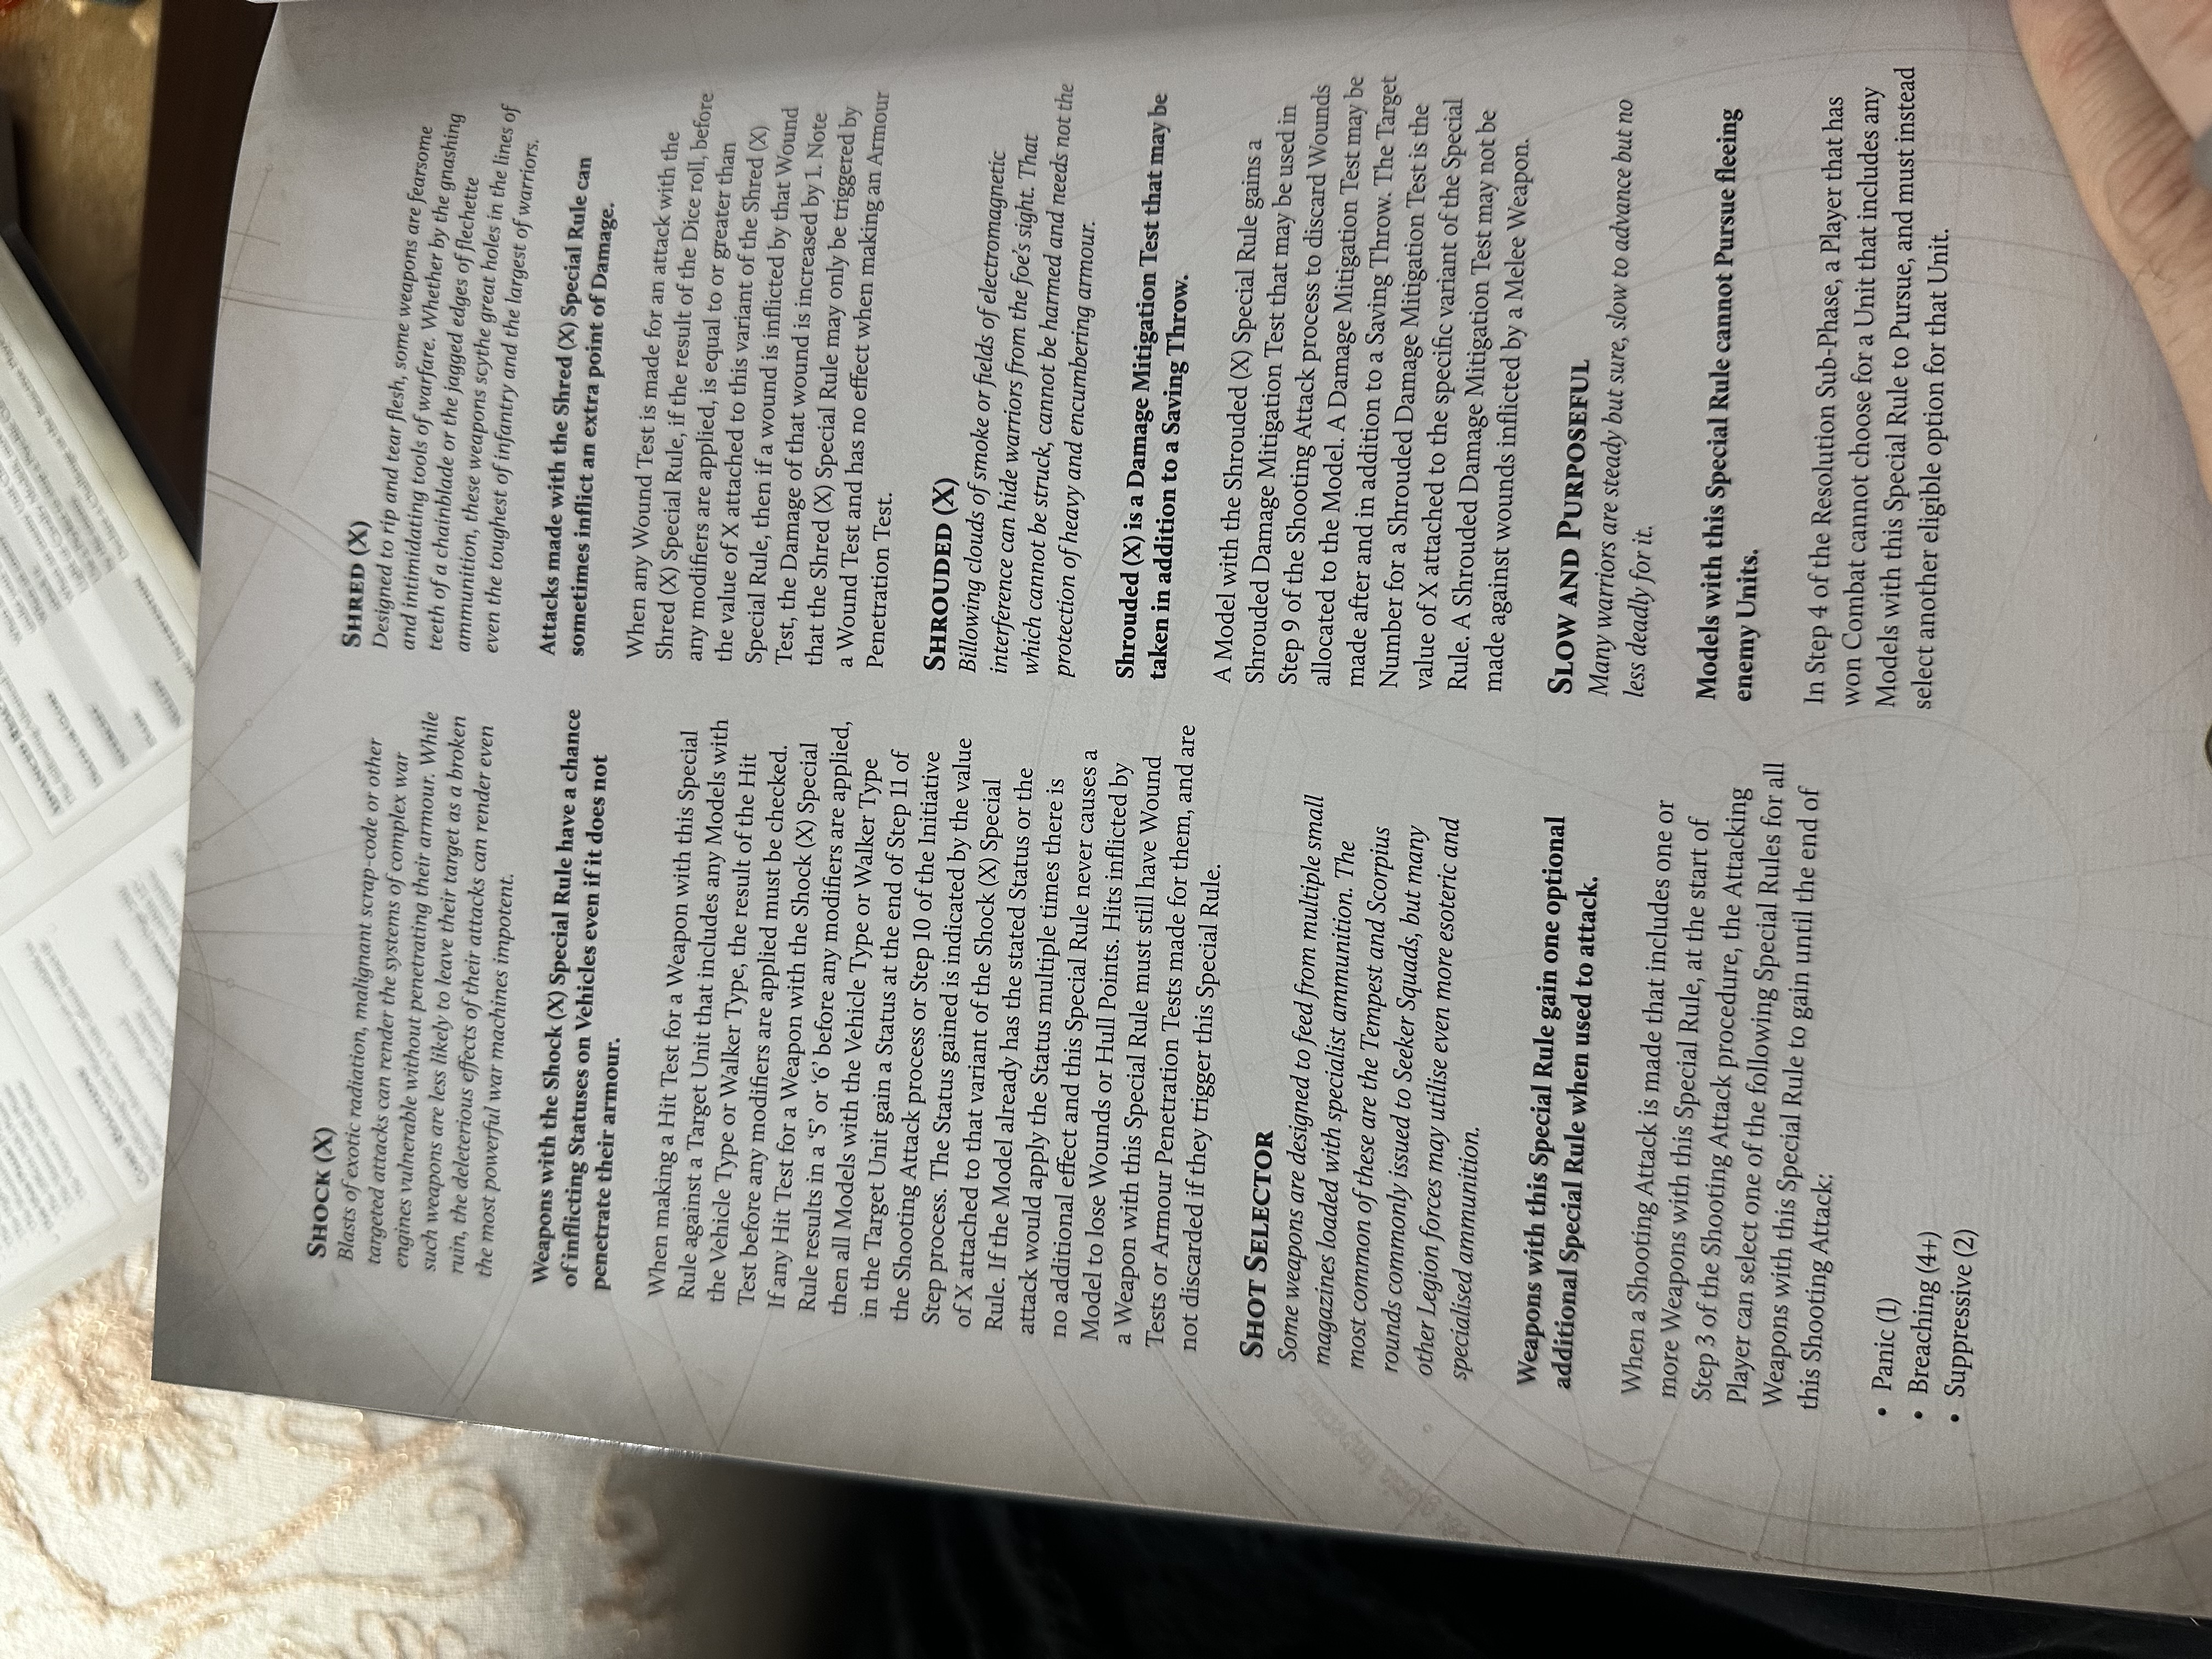 SHOCK (X)
Blasts of exotic radiation, malignant scrap-code or other
targeted attacks can render the systems of complex war
engines vulnerable without penetrating their armour. While
such weapons are less likely to leave their target as a broken
ruin, the deleterious effects of their attacks can render even
the most powerful war machines impotent.
Weapons with the Shock (X) Special Rule have a chance
of inflicting Statuses on Vehicles even if it does not
penetrate their armour.
When making a Hit Test for a Weapon with this Special
Rule against a Target Unit that includes any Models with
the Vehicle Type or Walker Type, the result of the Hit
Test before any modifiers are applied must be checked.
If any Hit Test for a Weapon with the Shock (X) Special
Rule results in a ‘5’ or ‘6’ before any modifiers are applied,
then all Models with the Vehicle Type or Walker Type
in the Target Unit gain a Status at the end of Step 11 of
the Shooting Attack process or Step 10 of the Initiative
Step process. The Status gained is indicated by the value
of X attached to that variant of the Shock (X) Special
Rule. If the Model already has the stated Status or the
attack would apply the Status multiple times there is
no additional effect and this Special Rule never causes a
Model to lose Wounds or Hull Points. Hits inflicted by
a Weapon with this Special Rule must still have Wound
Tests or Armour Penetration Tests made for them, and are
not discarded if they trigger this Special Rule.
SHOT SELECTOR
Some weapons are designed to feed from multiple small
magazines loaded with specialist ammunition. The
most common of these are the Tempest and Scorpius
rounds commonly issued to Seeker Squads, but many
other Legion forces may utilise even more esoteric and
specialised ammunition.
Weapons with this Special Rule gain one optional
additional Special Rule when used to attack.
When a Shooting Attack is made that includes one or
more Weapons with this Special Rule, at the start of
Step 3 of the Shooting Attack procedure, the Attacking
Player can select one of the following Special Rules for all
Weapons with this Special Rule to gain until the end of
this Shooting Attack:
• Panic (1)
• Breaching (4+)
• Suppressive (2)
SHRED (X)
Designed to rip and tear flesh, some weapons are fearsome
and intimidating tools of warfare. Whether by the gnashing
teeth of a chainblade or the jagged edges of flechette
ammunition, these weapons scythe great holes in the lines of
even the toughest of infantry and the largest of warriors.
Attacks made with the Shred (X) Special Rule can
sometimes inflict an extra point of Damage.
When any Wound Test is made for an attack with the
Shred (X) Special Rule, if the result of the Dice roll, before
any modifiers are applied, is equal to or greater than
the value of X attached to this variant of the Shred (X)
Special Rule, then if a wound is inflicted by that Wound
Test, the Damage of that wound is increased by 1. Note
that the Shred (X) Special Rule may only be triggered by
a Wound Test and has no effect when making an Armour
Penetration Test.
SHROUDED (X)
Billowing clouds of smoke or fields of electromagnetic
interference can hide warriors from the foe’s sight. That
which cannot be struck, cannot be harmed and needs not the
protection of heavy and encumbering armour.
Shrouded (X) is a Damage Mitigation Test that may be
taken in addition to a Saving Throw.
A Model with the Shrouded (X) Special Rule gains a
Shrouded Damage Mitigation Test that may be used in
Step 9 of the Shooting Attack process to discard Wounds
allocated to the Model. A Damage Mitigation Test may be
made after and in addition to a Saving Throw. The Target
Number for a Shrouded Damage Mitigation Test is the
value of X attached to the specific variant of the Special
Rule. A Shrouded Damage Mitigation Test may not be
made against wounds inflicted by a Melee Weapon.
SLOW AND PURPOSEFUL
Many warriors are steady but sure, slow to advance but no
less deadly for it.
Models with this Special Rule cannot Pursue fleeing
enemy Units.
In Step 4 of the Resolution Sub-Phase, a Player that has
won Combat cannot choose for a Unit that includes any
Models with this Special Rule to Pursue, and must instead
select another eligible option for that Unit.